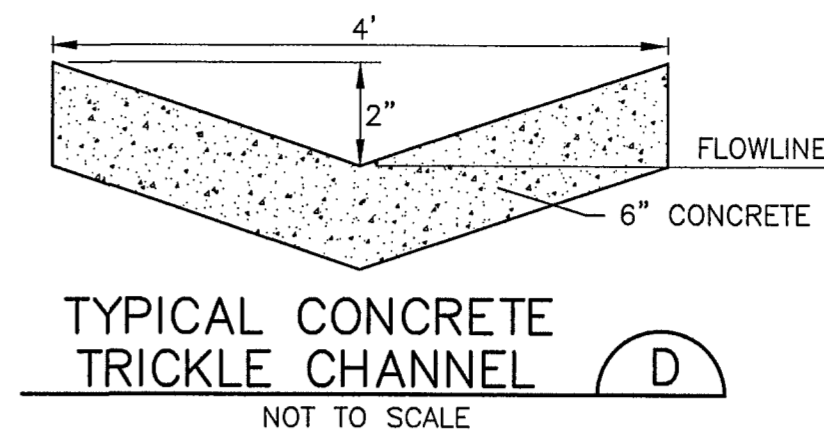 4'
2"
FLOWLINE
6" CONCRETE
TYPICAL CONCRETE
TRICKLE CHANNEL
D
NOT TO SCALE